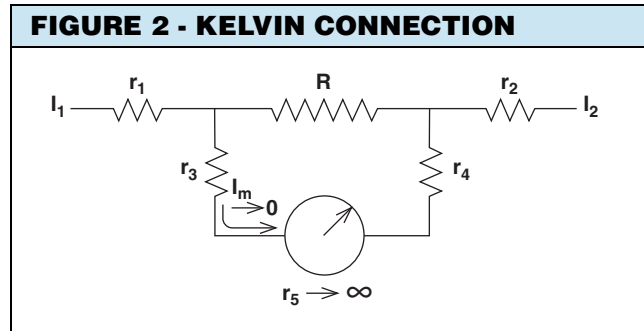 FIGURE 2 - KELVIN CONNECTION
r1 R r2
I1 I2
r3 r4
Im
→0
r5 → ∞